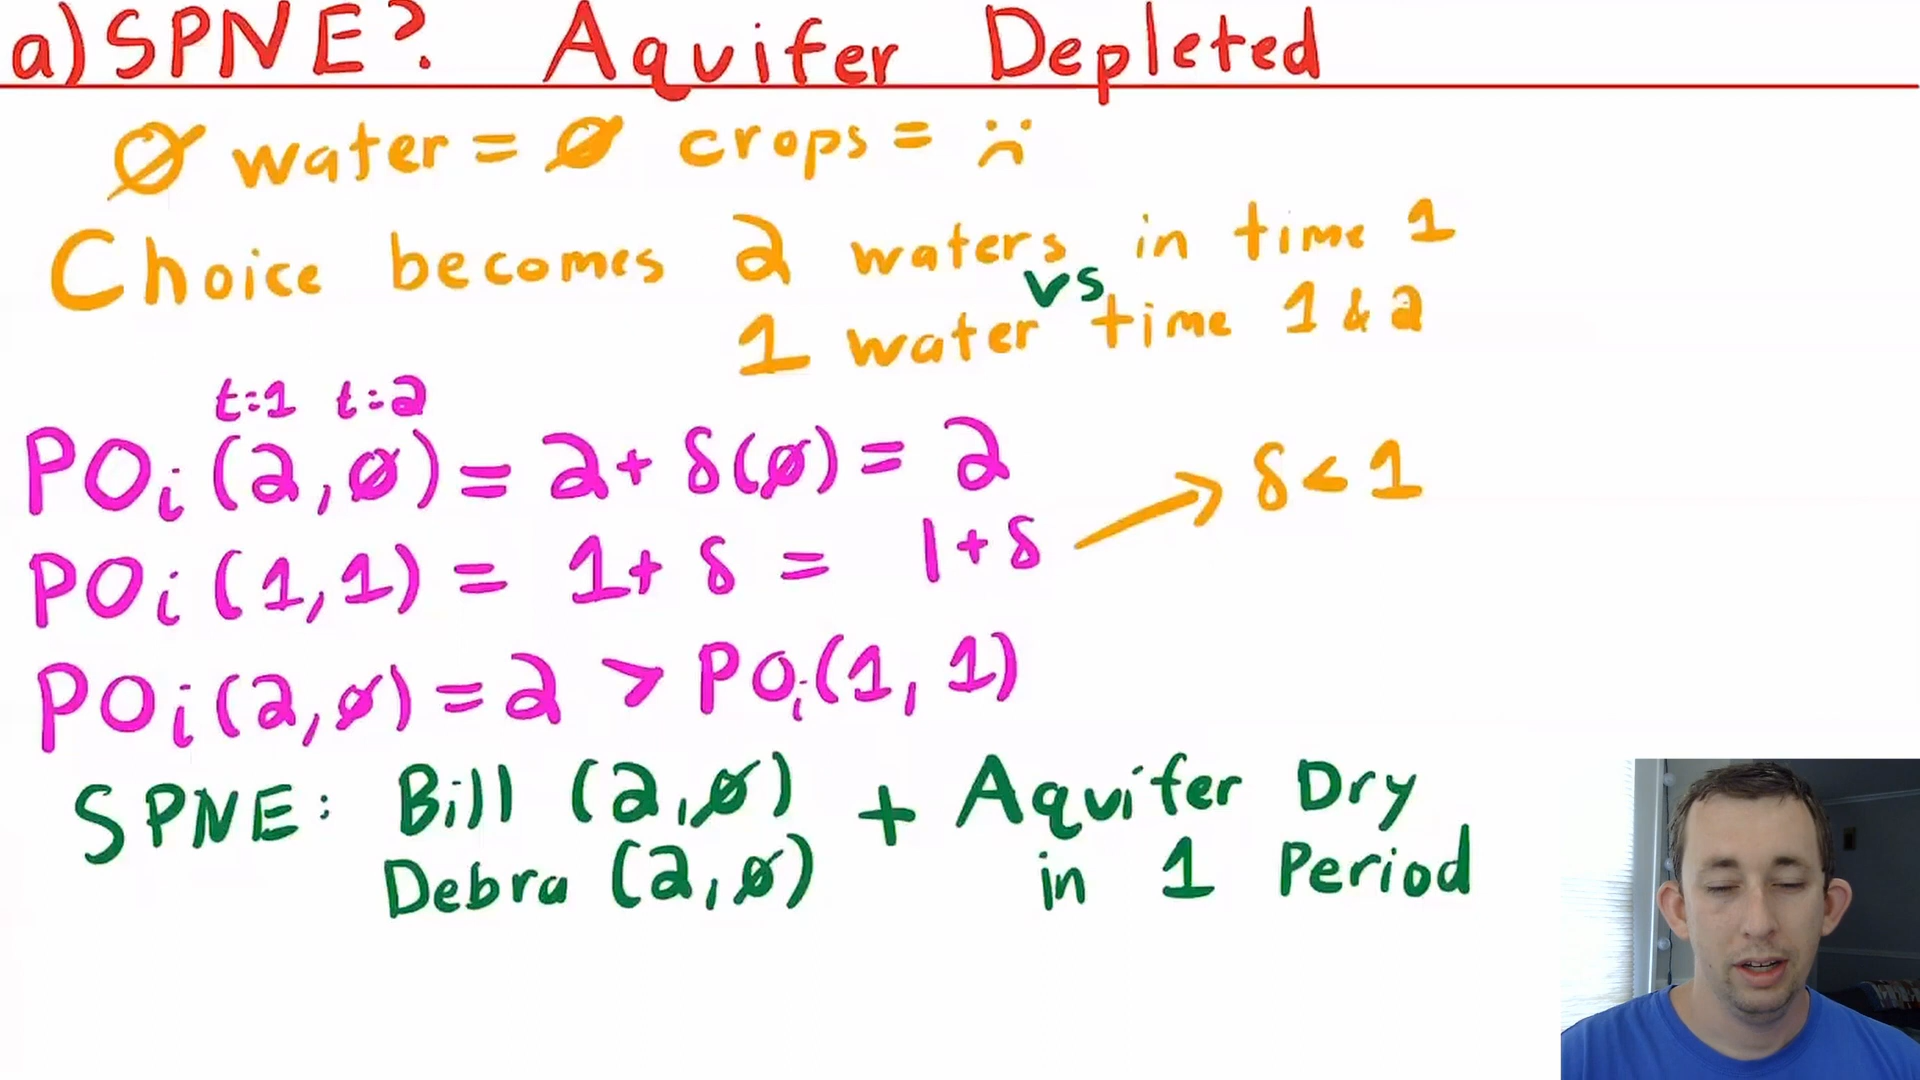 a) SPNE? Aquifer Depleted
Ø water = Ø crops = :(
Choice becomes 2 waters in time 1
vs
1 water time 1 & 2
t=1 t=2
POi (2,Ø) = 2 + δ(Ø) = 2
δ < 1
POi (1,1) = 1 + δ = 1+δ
POi (2,Ø) = 2 > POi (1, 1)
SPNE: Bill (2,Ø) + Aquifer Dry
Debra (2,Ø) in 1 Period